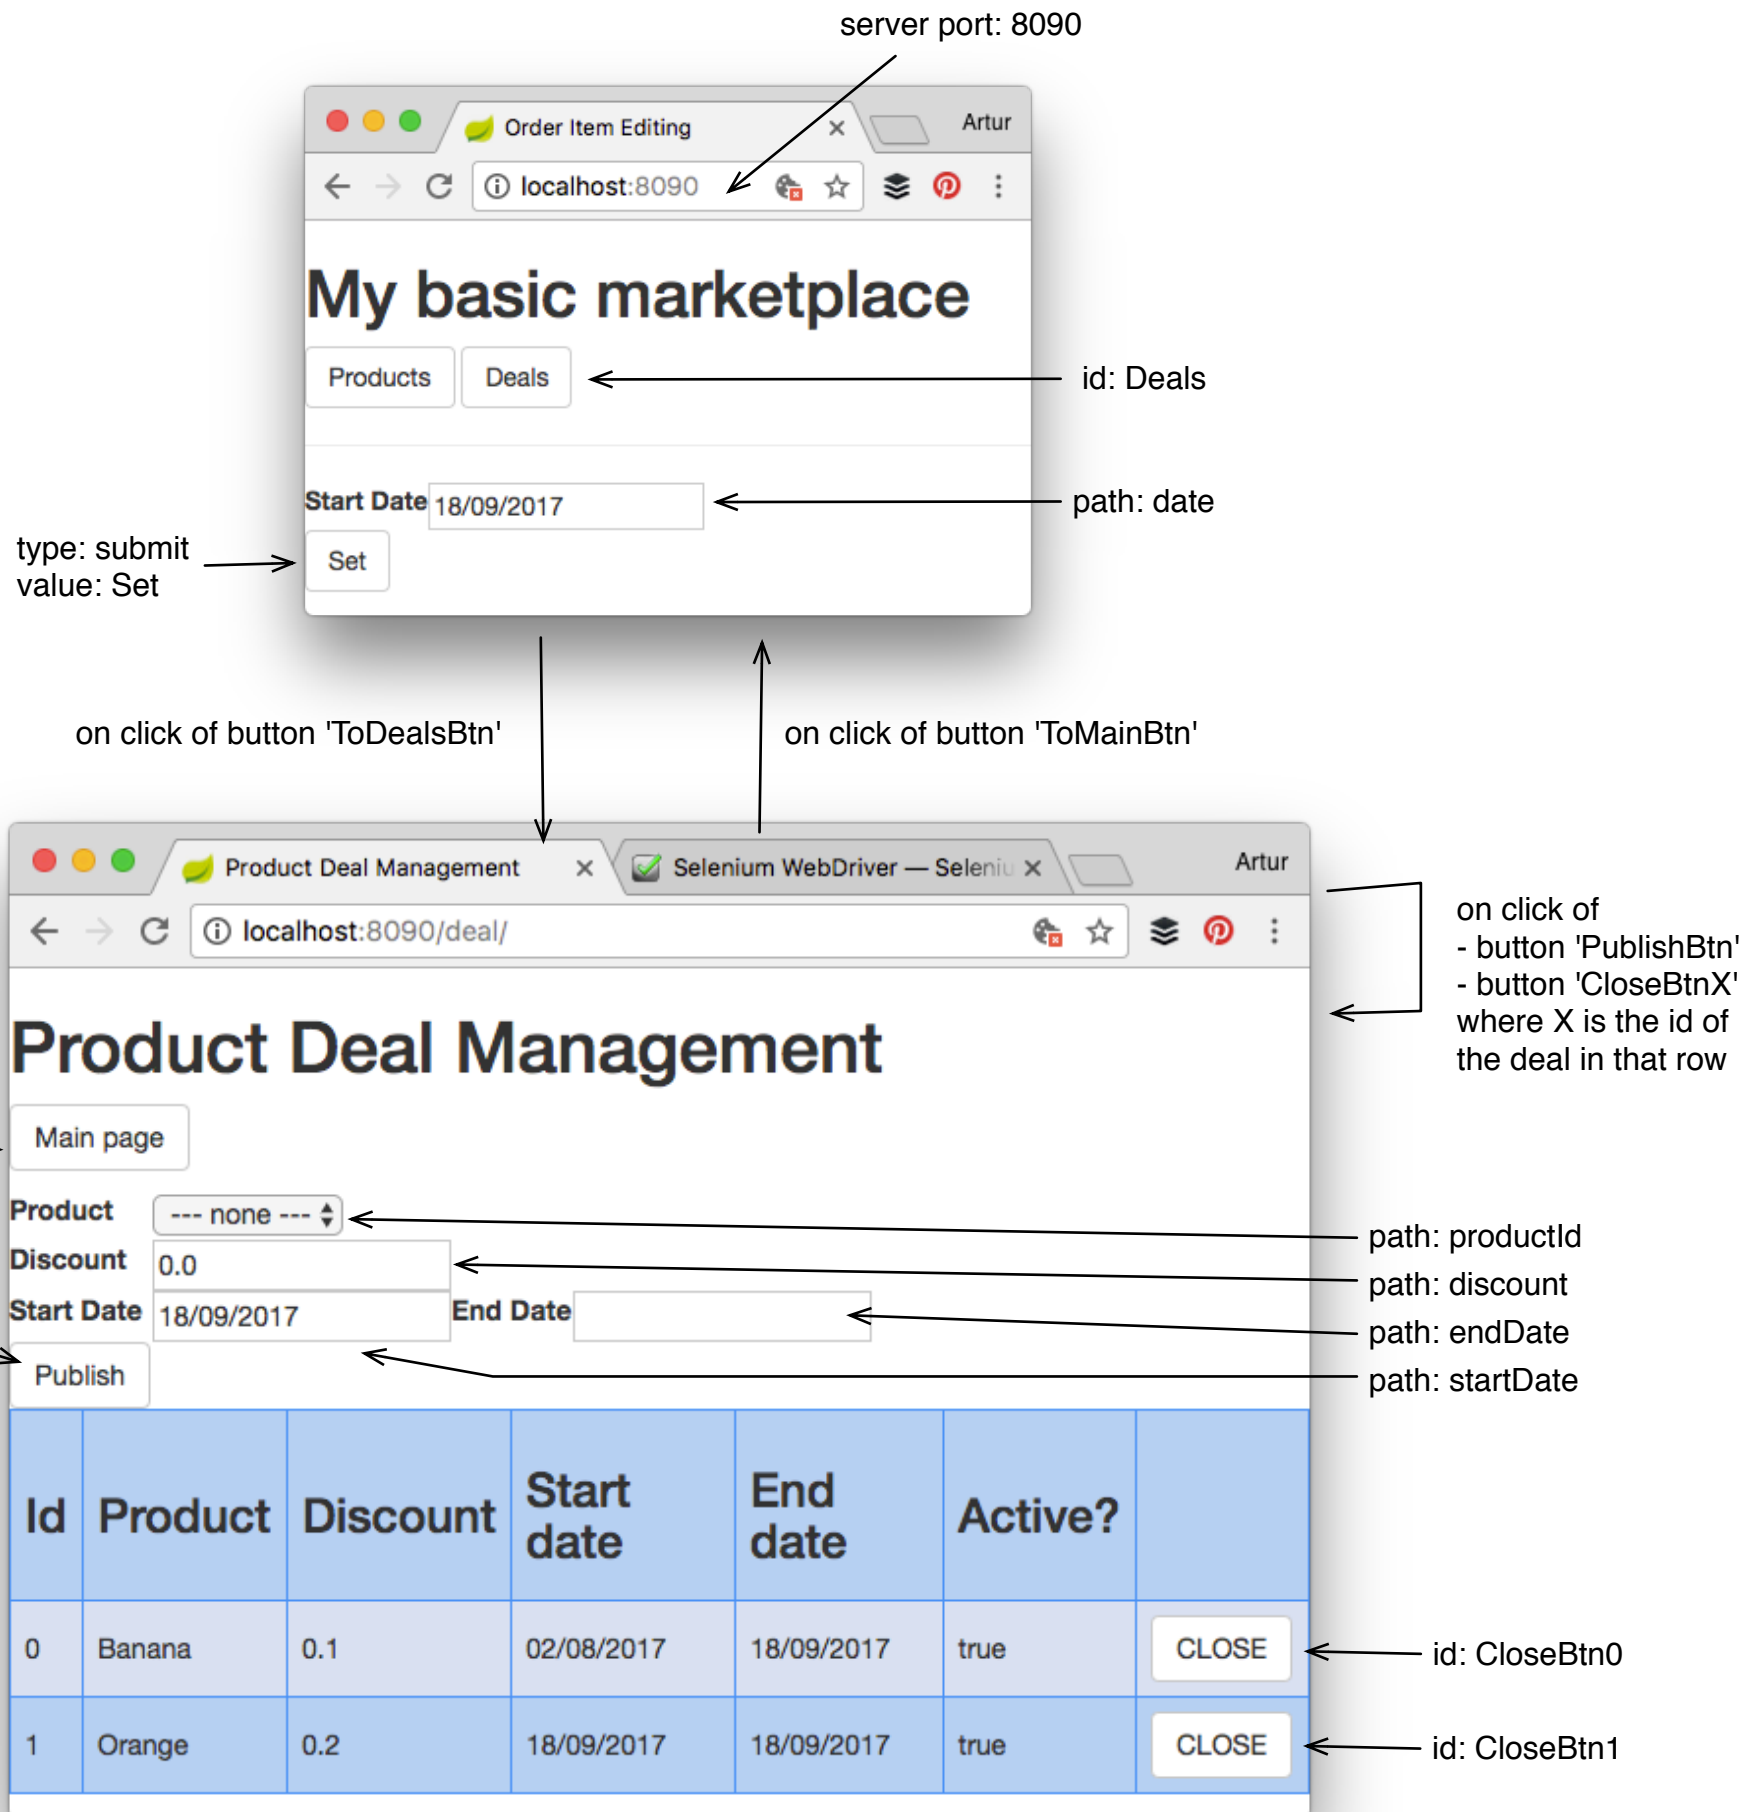 server port: 8090
Order Item Editing
Artur
localhost:8090
My basic marketplace
Products Deals
id: Deals
Start Date 18/09/2017
path: date
Set
type: submit
value: Set
on click of button 'ToDealsBtn'
on click of button 'ToMainBtn'
Product Deal Management
Selenium WebDriver — Seleniu
Artur
localhost:8090/deal/
on click of
- button 'PublishBtn'
- button 'CloseBtnX'
where X is the id of
the deal in that row
Product Deal Management
Main page
Product --- none ---
path: productId
Discount 0.0
path: discount
Start Date 18/09/2017 End Date
path: endDate
path: startDate
Publish
Id Product Discount Start date End date Active?
0 Banana 0.1 02/08/2017 18/09/2017 true CLOSE
id: CloseBtn0
1 Orange 0.2 18/09/2017 18/09/2017 true CLOSE
id: CloseBtn1